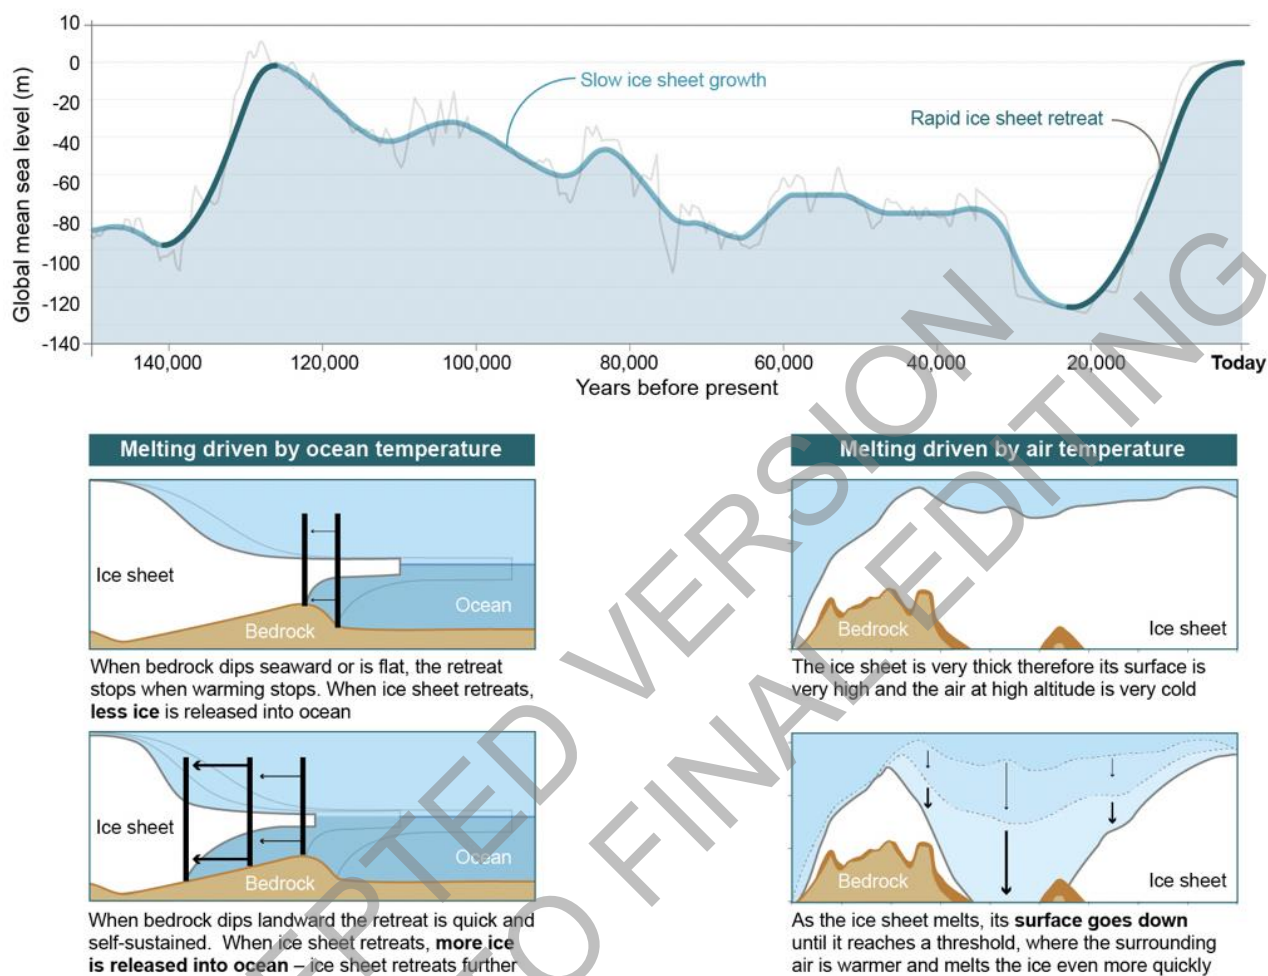 10
0
-20
-40
-60
-80
-100
-120
-140
Global mean sea level (m)
Slow ice sheet growth
Rapid ice sheet retreat
140,000
120,000
100,000
80,000
60,000
40,000
20,000
Today
Years before present
Melting driven by ocean temperature
Ice sheet
Ocean
Bedrock
When bedrock dips seaward or is flat, the retreat
stops when warming stops. When ice sheet retreats,
less ice is released into ocean
Ice sheet
Ocean
Bedrock
When bedrock dips landward the retreat is quick and
self-sustained. When ice sheet retreats, more ice
is released into ocean – ice sheet retreats further
Melting driven by air temperature
Bedrock
Ice sheet
The ice sheet is very thick therefore its surface is
very high and the air at high altitude is very cold
Bedrock
Ice sheet
As the ice sheet melts, its surface goes down
until it reaches a threshold, where the surrounding
air is warmer and melts the ice even more quickly
EPTED VERSION
TO FINAL EDITING